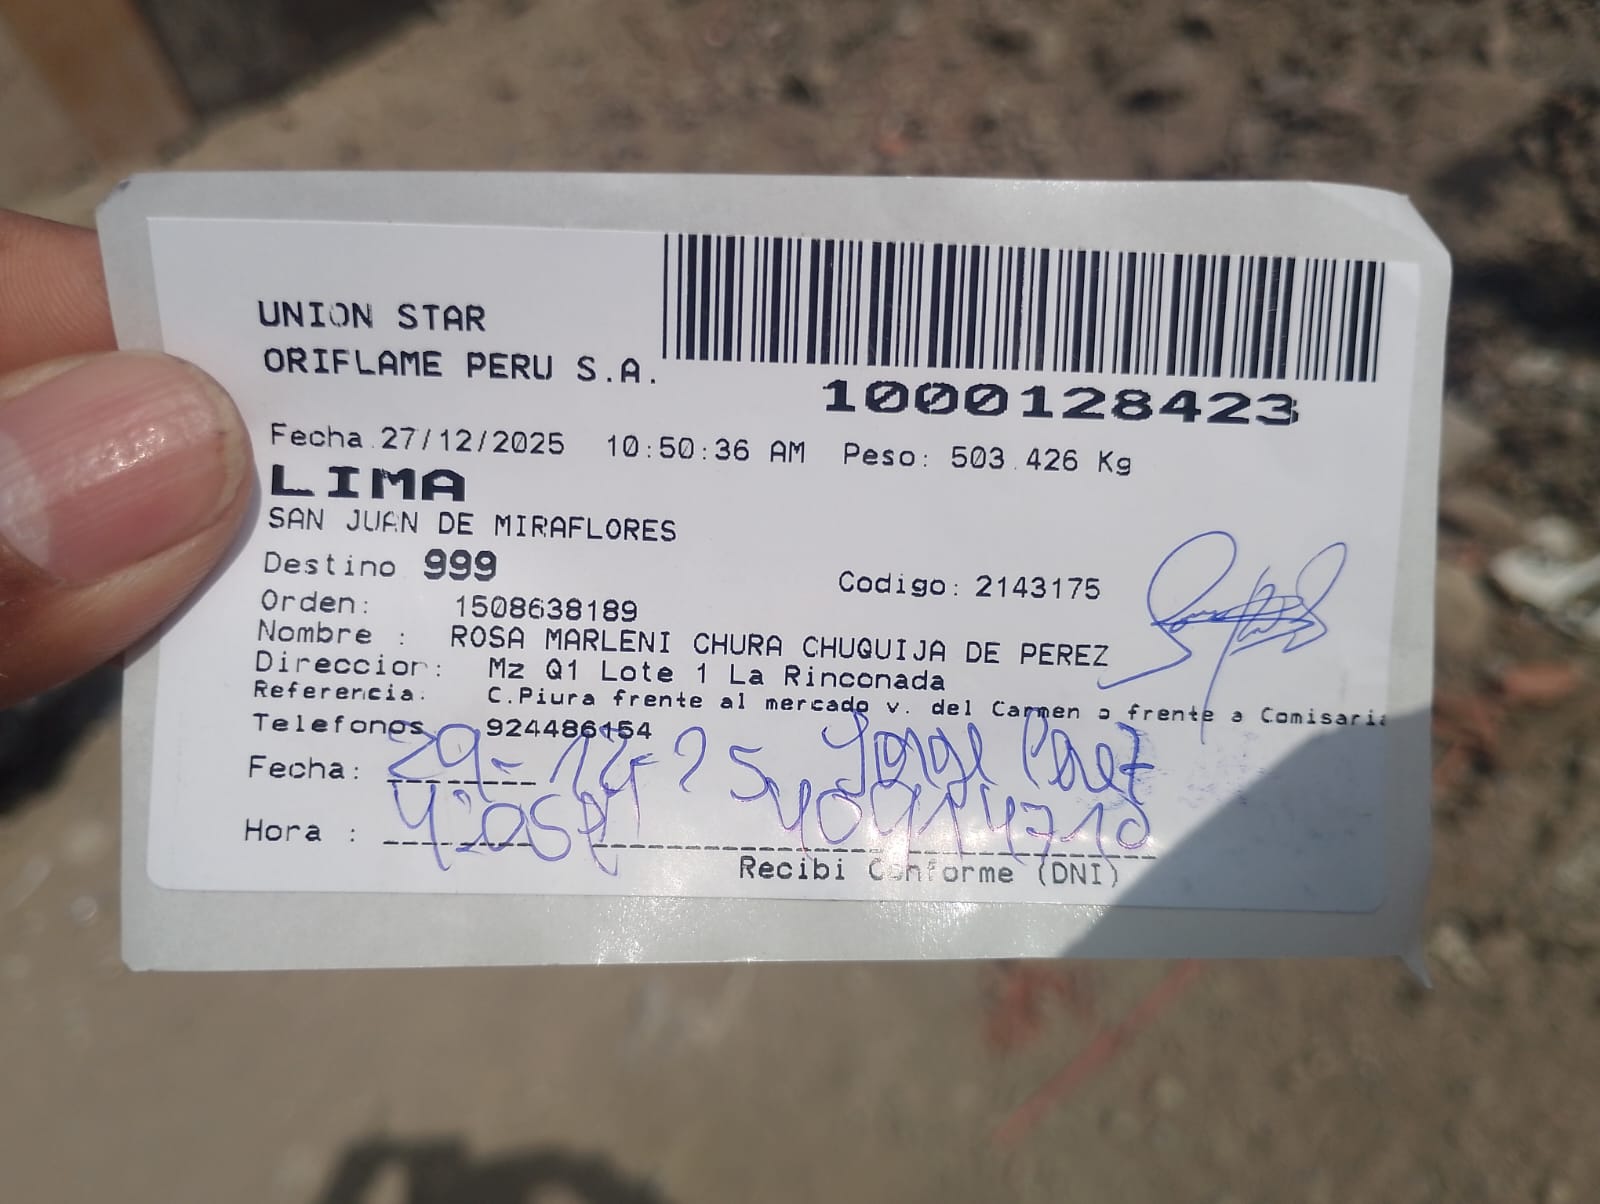 UNION STAR
ORIFLAME PERU S.A.
1000128423
Fecha 27/12/2025 10:50:36 AM Peso: 503.426 Kg
LIMA
SAN JUAN DE MIRAFLORES
Destino 999
Codigo: 2143175
Orden: 1508638189
Nombre : ROSA MARLENI CHURA CHUQUIJA DE PEREZ
Direccion: Mz Q1 Lote 1 La Rinconada
Referencia: C.Piura frente al mercado v. del Carmen o frente a Comisaria
Telefonos 924486154
Fecha: 29-12-25 Jorge Paez
Hora :
Recibi Conforme (DNI)